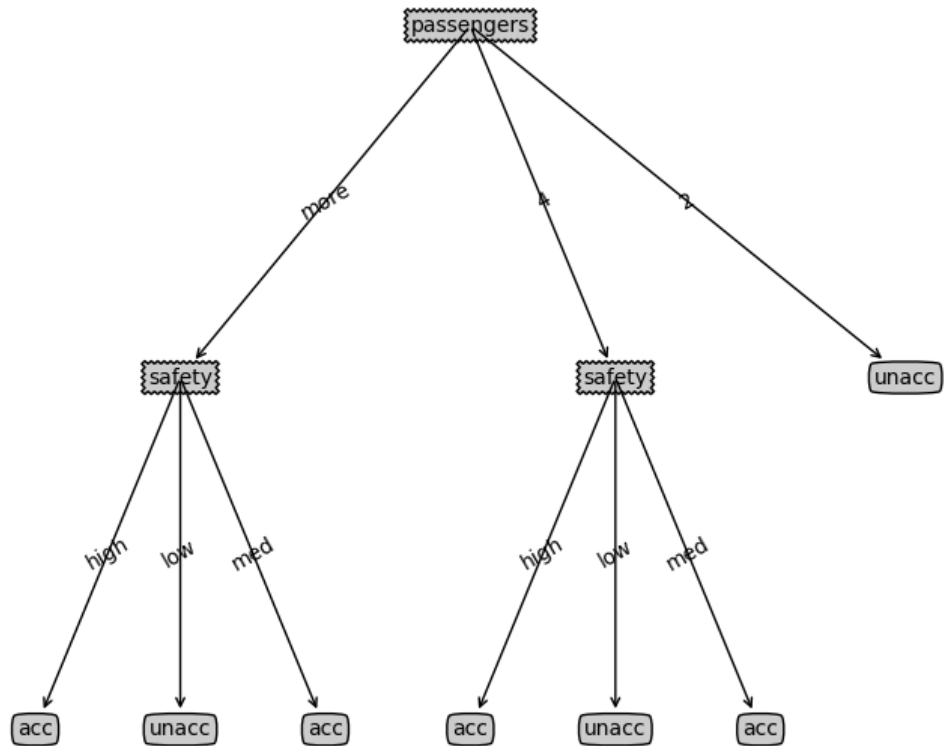 passengers
more
4
2
safety
safety
unacc
high
low
med
high
low
med
acc
unacc
acc
acc
unacc
acc